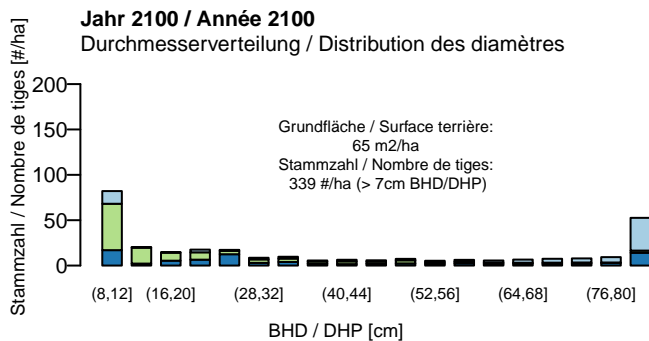 Jahr 2100 / Année 2100
Durchmesserverteilung / Distribution des diamètres
Stammzahl / Nombre de tiges [#/ha]
200
150
100
50
0
Grundfläche / Surface terrière:
65 m2/ha
Stammzahl / Nombre de tiges:
339 #/ha (> 7cm BHD/DHP)
(8,12] (16,20] (28,32] (40,44] (52,56] (64,68] (76,80]
BHD / DHP [cm]